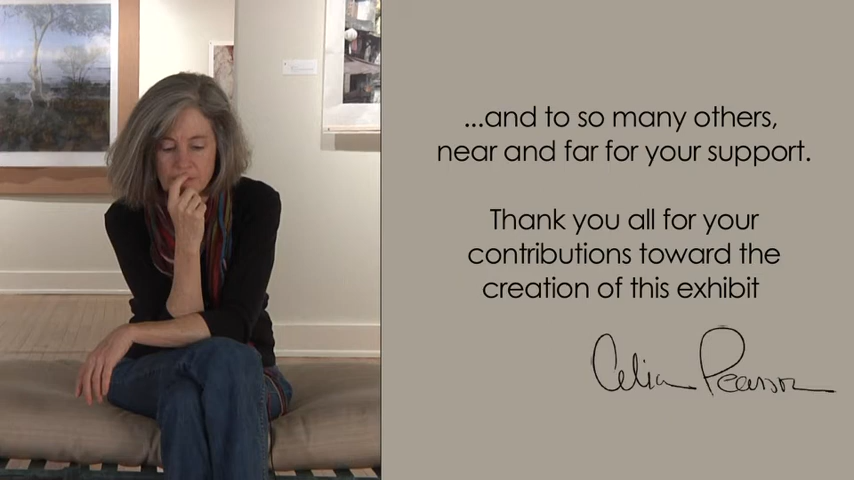 ...and to so many others,
near and far for your support.
Thank you all for your
contributions toward the
creation of this exhibit
Celia Pearson